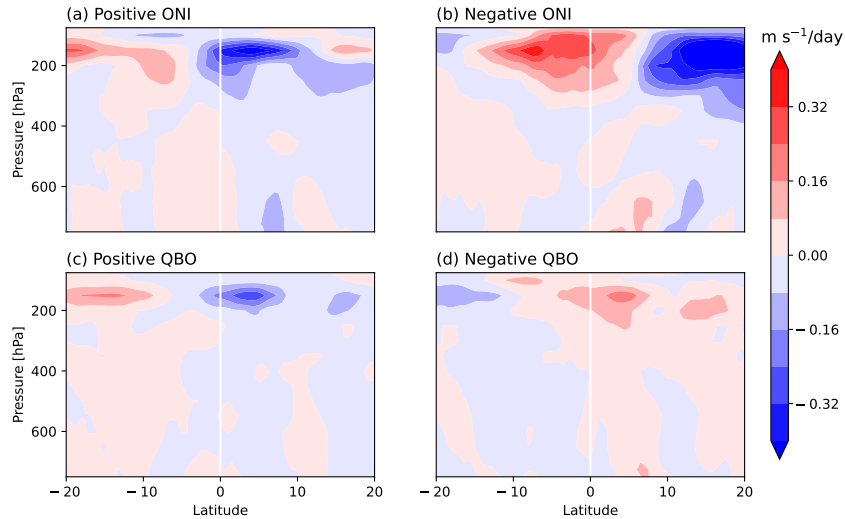 (a) Positive ONI
(b) Negative ONI
m s⁻¹/day
Pressure [hPa]
200
400
600
0.32
0.16
0.00
−0.16
−0.32
(c) Positive QBO
(d) Negative QBO
Pressure [hPa]
200
400
600
−20
−10
0
10
20
−20
−10
0
10
20
Latitude
Latitude